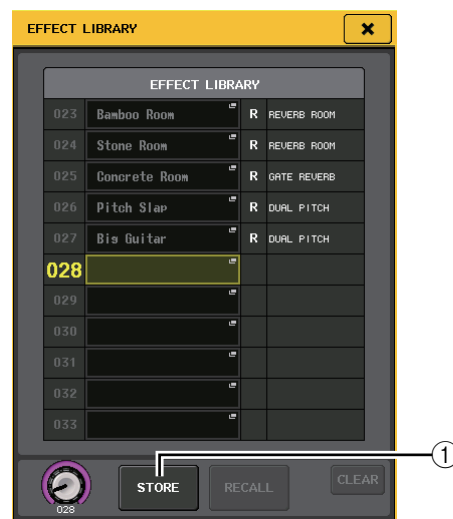 EFFECT LIBRARY
EFFECT LIBRARY
023 Bamboo Room R REVERB ROOM
024 Stone Room R REVERB ROOM
025 Concrete Room R GATE REVERB
026 Pitch Slap R DUAL PITCH
027 Big Guitar R DUAL PITCH
028
029
030
031
032
033
1
STORE RECALL CLEAR
028